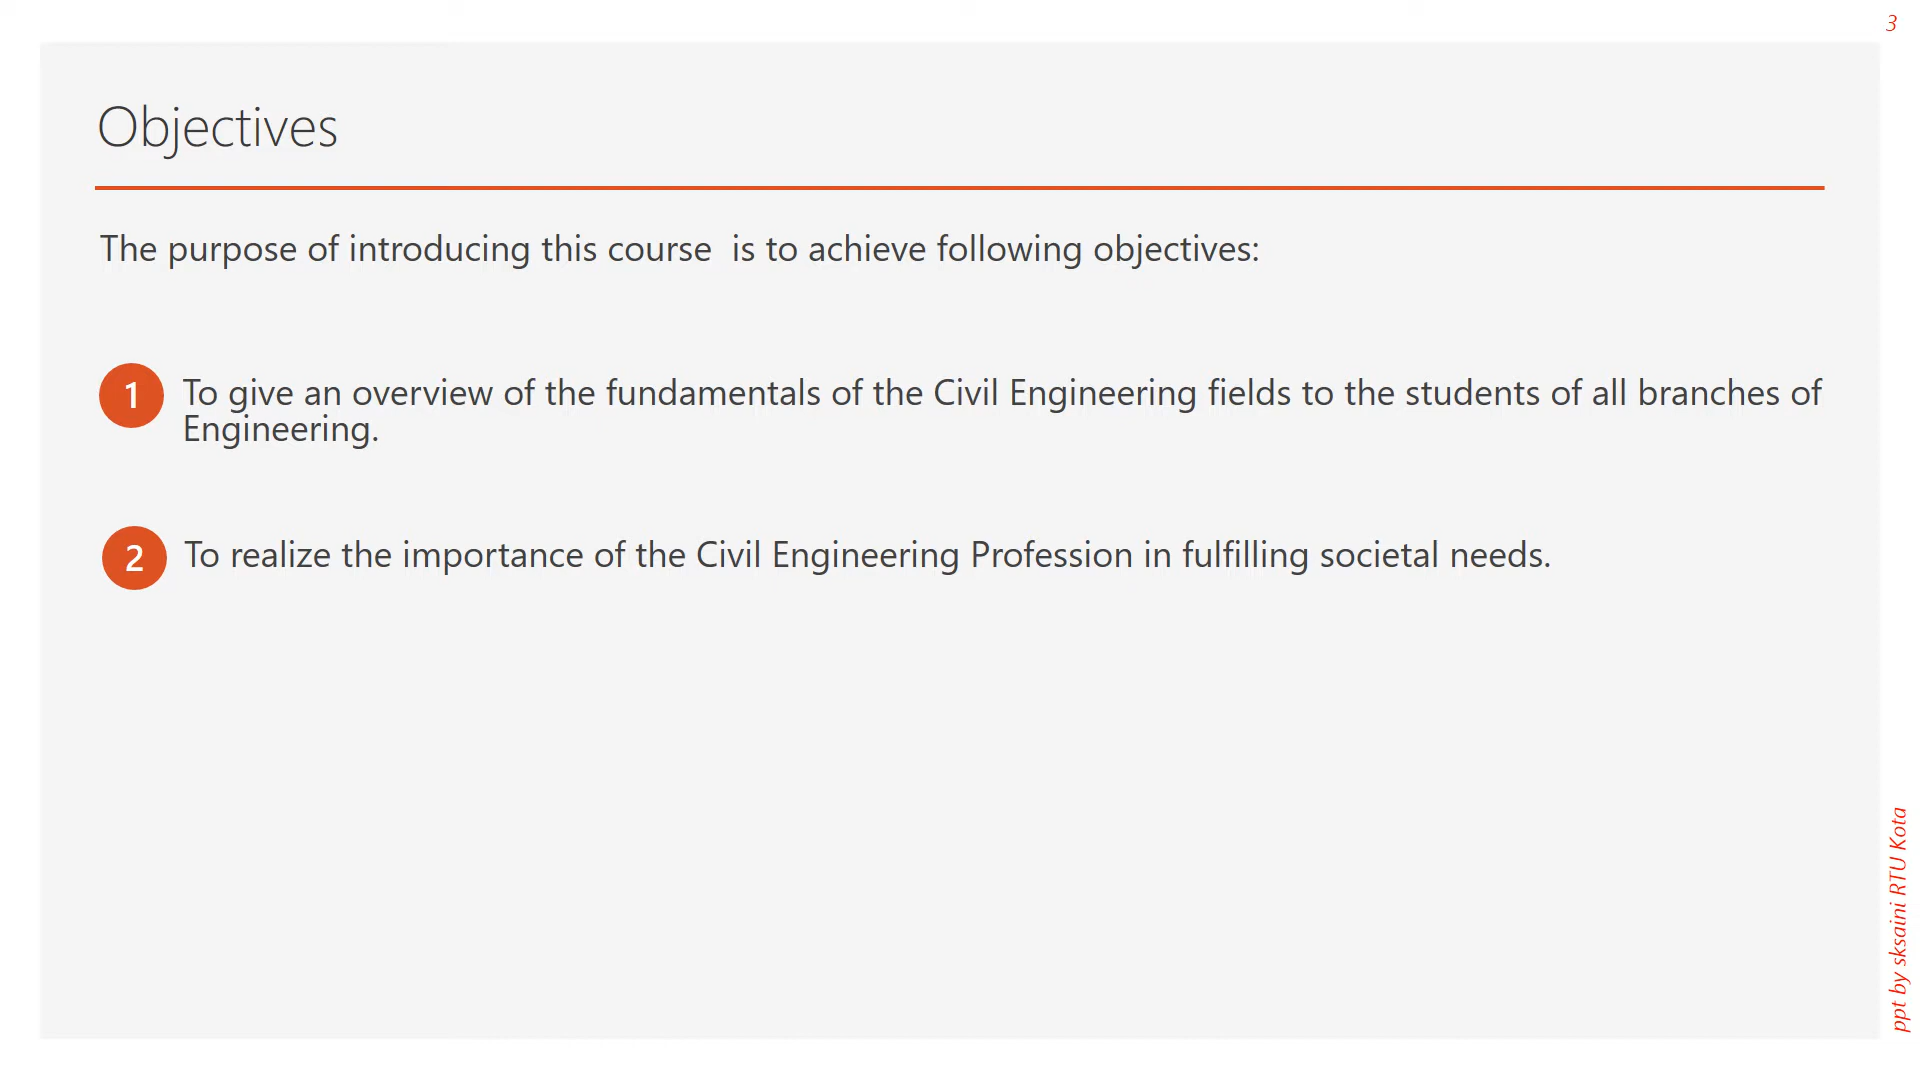 3
Objectives
The purpose of introducing this course  is to achieve following objectives:
1 To give an overview of the fundamentals of the Civil Engineering fields to the students of all branches of
Engineering.
2 To realize the importance of the Civil Engineering Profession in fulfilling societal needs.
ppt by sksaini RTU Kota